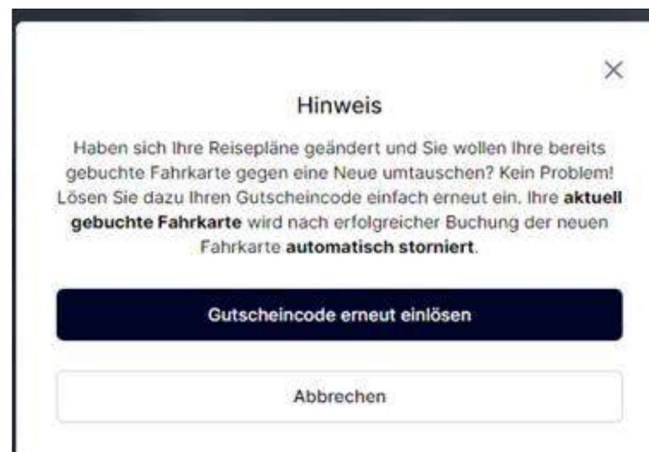 Hinweis
Haben sich Ihre Reisepläne geändert und Sie wollen Ihre bereits
gebuchte Fahrkarte gegen eine Neue umtauschen? Kein Problem!
Lösen Sie dazu Ihren Gutscheincode einfach erneut ein. Ihre aktuell
gebuchte Fahrkarte wird nach erfolgreicher Buchung der neuen
Fahrkarte automatisch storniert.
Gutscheincode erneut einlösen
Abbrechen